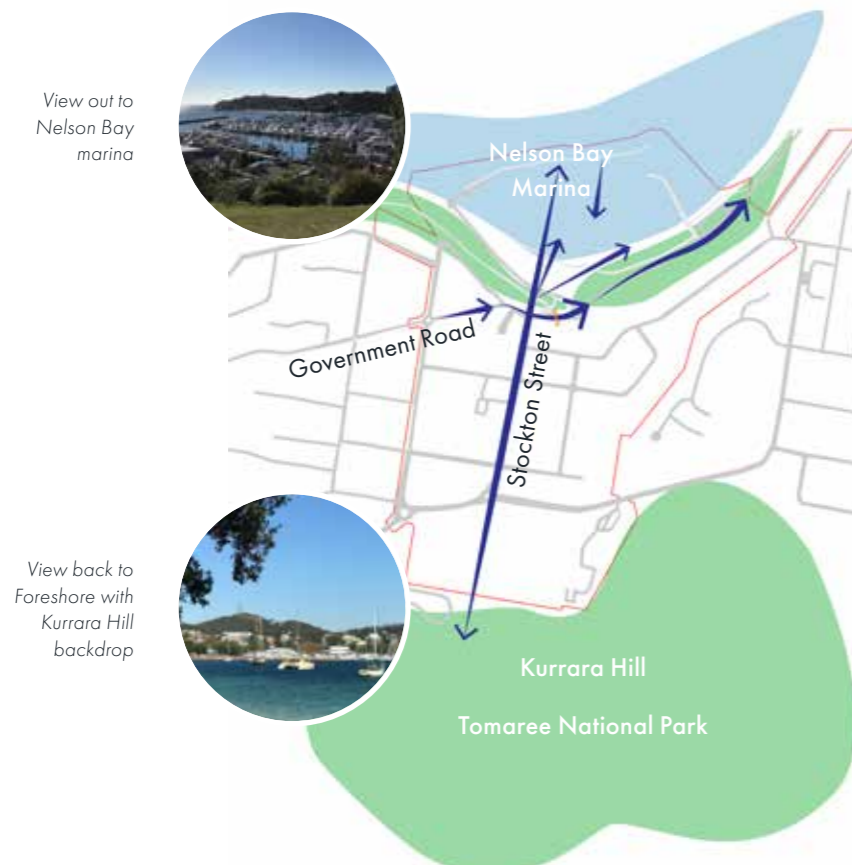 View out to
Nelson Bay
marina
Nelson Bay
Marina
Government Road
Stockton Street
View back to
Foreshore with
Kurrara Hill
backdrop
Kurrara Hill
Tomaree National Park